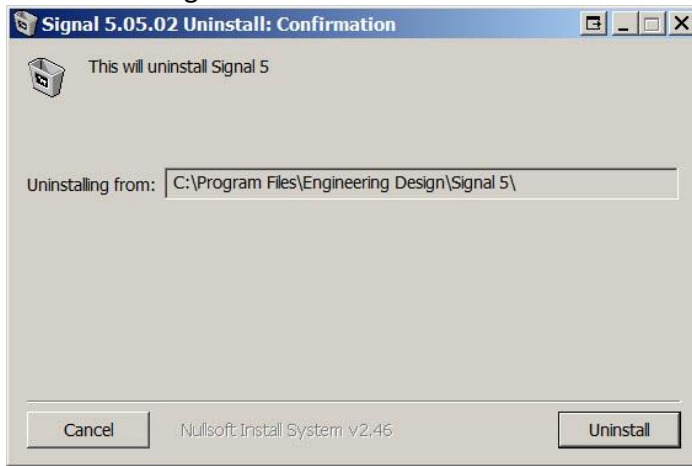 Signal 5.05.02 Uninstall: Confirmation
This will uninstall Signal 5
Uninstalling from: C:\Program Files\Engineering Design\Signal 5\
Cancel Nullsoft Install System v2.46 Uninstall